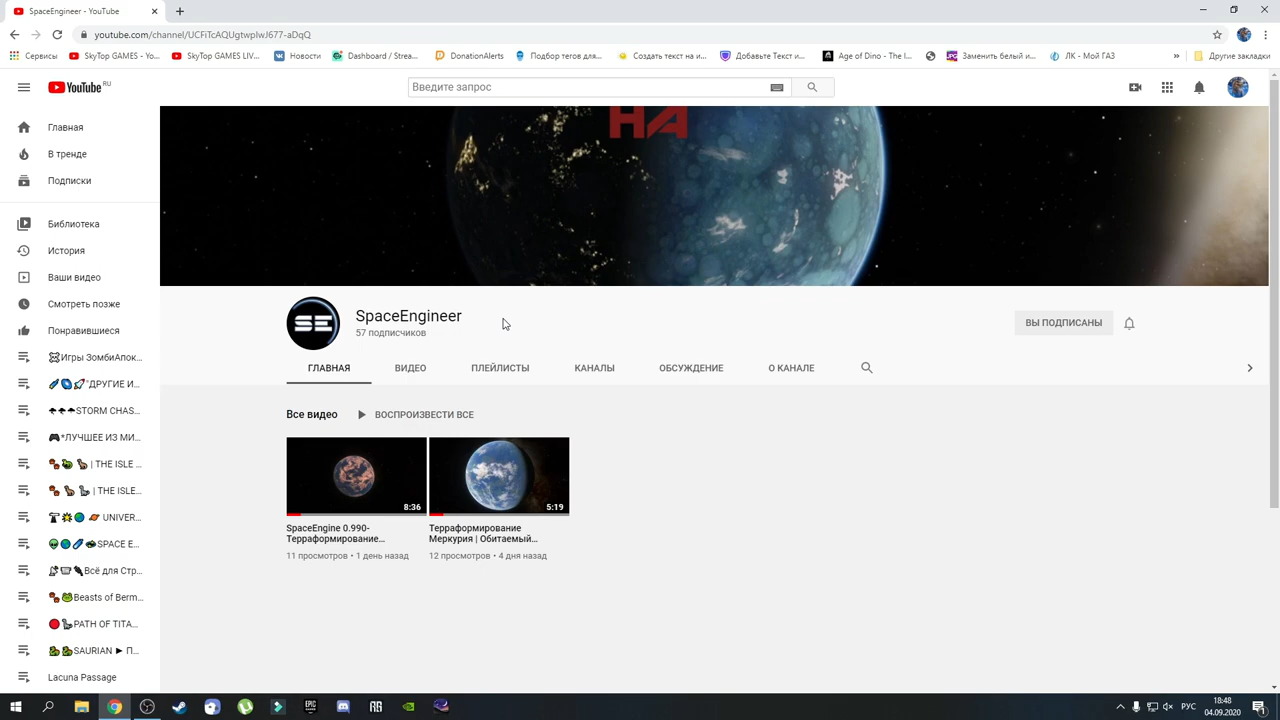 SpaceEngineer - YouTube
youtube.com/channel/UCFiTcAQUgtwpIwJ677-aDqQ
Сервисы
SkyTop GAMES - Yo...
SkyTop GAMES LIV...
Новости
Dashboard / Strea...
DonationAlerts
Подбор тегов для...
Создать текст на и...
Добавьте Текст и...
Age of Dino - The I...
Заменить белый и...
ЛК - Мой ГАЗ
»
Другие закладки
YouTube RU
Введите запрос
Главная
В тренде
Подписки
Библиотека
История
Ваши видео
Смотреть позже
Понравившиеся
Игры ЗомбиАпок...
"ДРУГИЕ И...
STORM CHAS...
*ЛУЧШЕЕ ИЗ МИ...
| THE ISLE ...
| THE ISLE...
UNIVER...
SPACE E...
Всё для Стр...
Beasts of Berm...
PATH OF TITA...
SAURIAN ► П...
Lacuna Passage
НА
SE
SpaceEngineer
57 подписчиков
ВЫ ПОДПИСАНЫ
ГЛАВНАЯ
ВИДЕО
ПЛЕЙЛИСТЫ
КАНАЛЫ
ОБСУЖДЕНИЕ
О КАНАЛЕ
Все видео
ВОСПРОИЗВЕСТИ ВСЕ
8:36
SpaceEngine 0.990-
Терраформирование...
11 просмотров • 1 день назад
5:19
Терраформирование
Меркурия | Обитаемый...
12 просмотров • 4 дня назад
EPIC
GAMES
РУС
18:48
04.09.2020
1